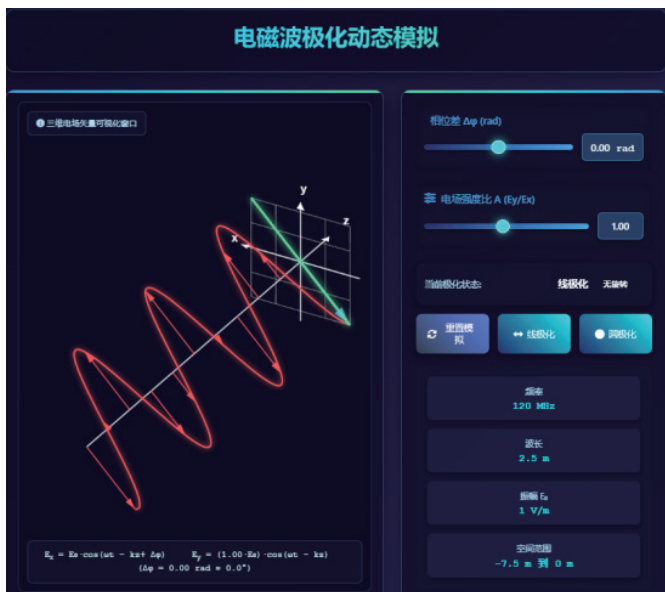 电磁波极化动态模拟
三维电场矢量可视化窗口
y
z
x
Eₓ = E₀·cos(ωt − kz+ Δφ) Eᵧ = (1.00·E₀)·cos(ωt − kz)
(Δφ = 0.00 rad = 0.0°)
相位差 Δφ (rad)
0.00 rad
电场强度比 A (Ey/Ex)
1.00
当前极化状态: 线极化 无旋转
重置模
拟
线极化
圆极化
频率
120 MHz
波长
2.5 m
振幅 E₀
1 V/m
空间范围
-7.5 m 到 0 m